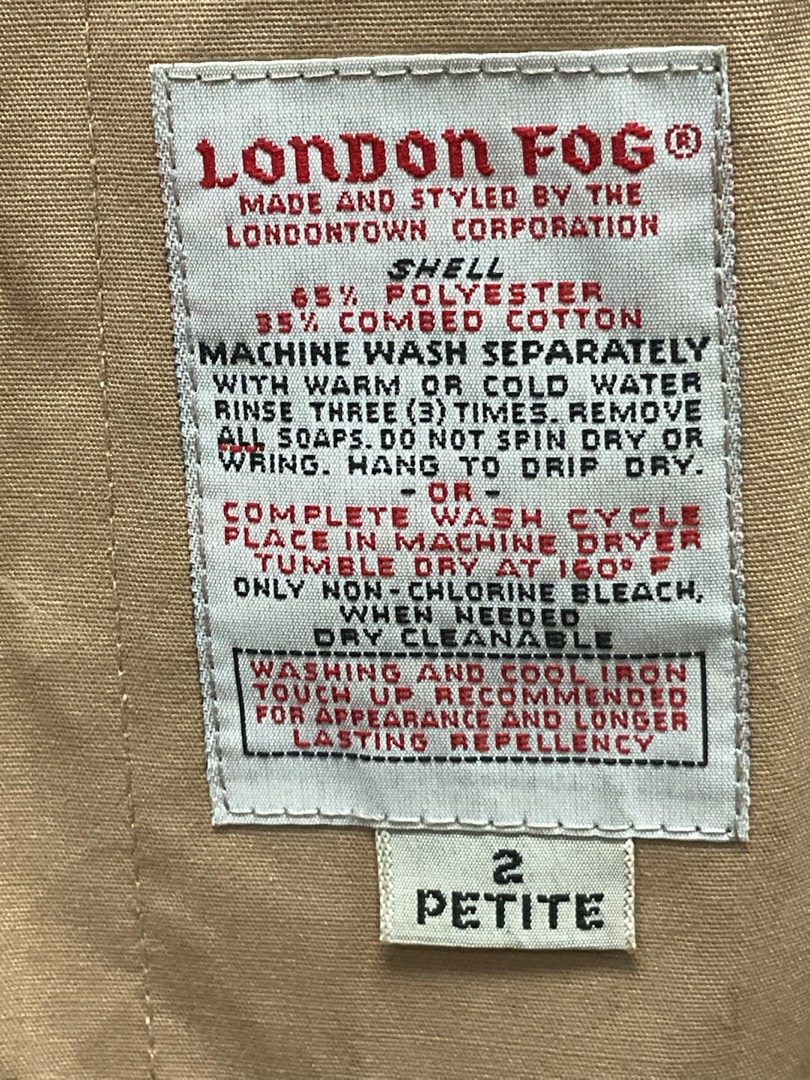 LONDON FOG®
MADE AND STYLED BY THE
LONDONTOWN CORPORATION
SHELL
65% POLYESTER
35% COMBED COTTON
MACHINE WASH SEPARATELY
WITH WARM OR COLD WATER
RINSE THREE (3) TIMES. REMOVE
ALL SOAPS. DO NOT SPIN DRY OR
WRING. HANG TO DRIP DRY.
- OR -
COMPLETE WASH CYCLE
PLACE IN MACHINE DRYER
TUMBLE DRY AT 160° F
ONLY NON-CHLORINE BLEACH,
WHEN NEEDED
DRY CLEANABLE
WASHING AND COOL IRON
TOUCH UP RECOMMENDED
FOR APPEARANCE AND LONGER
LASTING REPELLENCY
2
PETITE